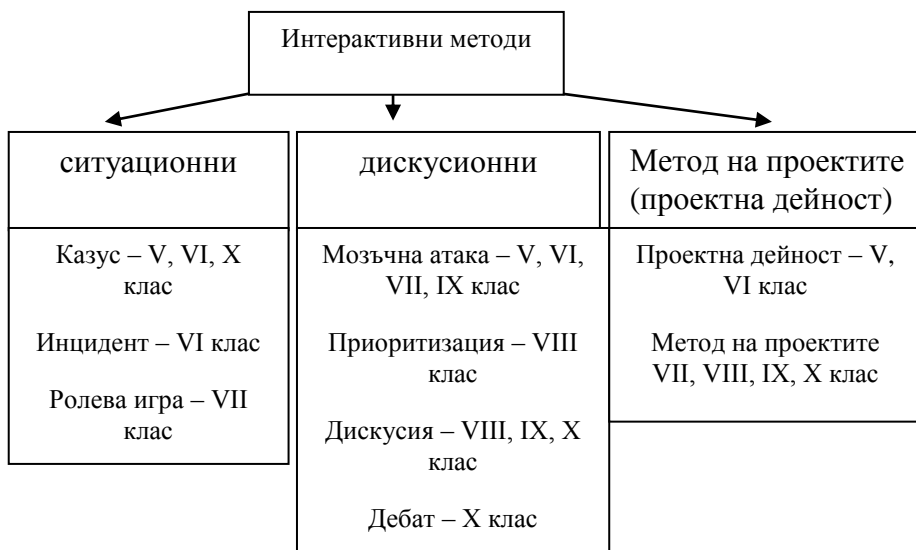 Интерактивни методи
ситуационни
Казус – V, VI, X
клас
Инцидент – VI клас
Ролева игра – VII
клас
дискусионни
Мозъчна атака – V, VI,
VII, IX клас
Приоритизация – VIII
клас
Дискусия – VIII, IX, X
клас
Дебат – X клас
Метод на проектите
(проектна дейност)
Проектна дейност – V,
VI клас
Метод на проектите
VII, VIII, IX, X клас